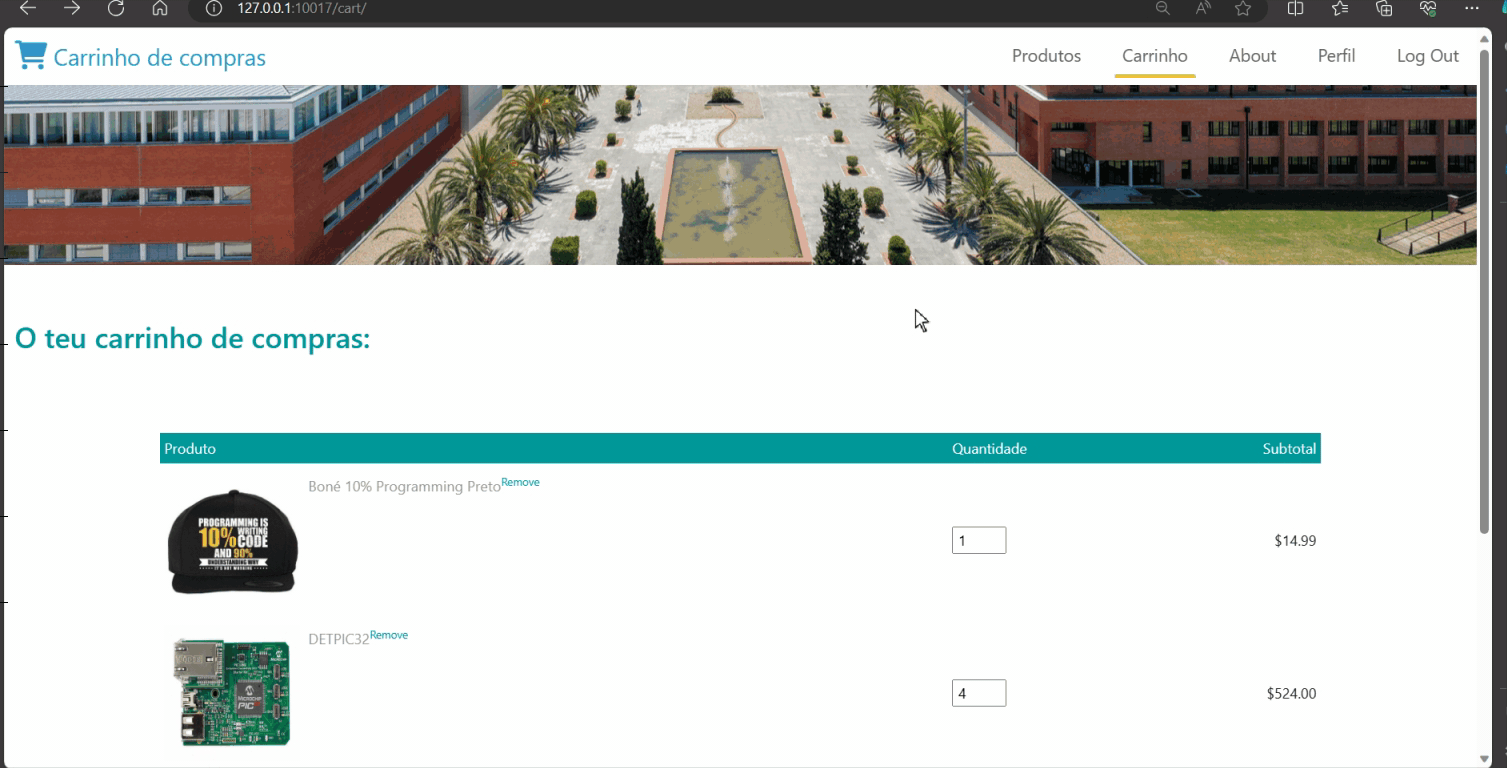 127.0.0.1:10017/cart/
Carrinho de compras
Produtos Carrinho About Perfil Log Out
O teu carrinho de compras:
Produto Quantidade Subtotal
Boné 10% Programming Preto Remove
PROGRAMMING IS
10% WRITING CODE
AND 90%
UNDERSTANDING WHY
IT'S NOT WORKING
1 $14.99
DETPIC32 Remove
MICROCHIP
PIC
4 $524.00